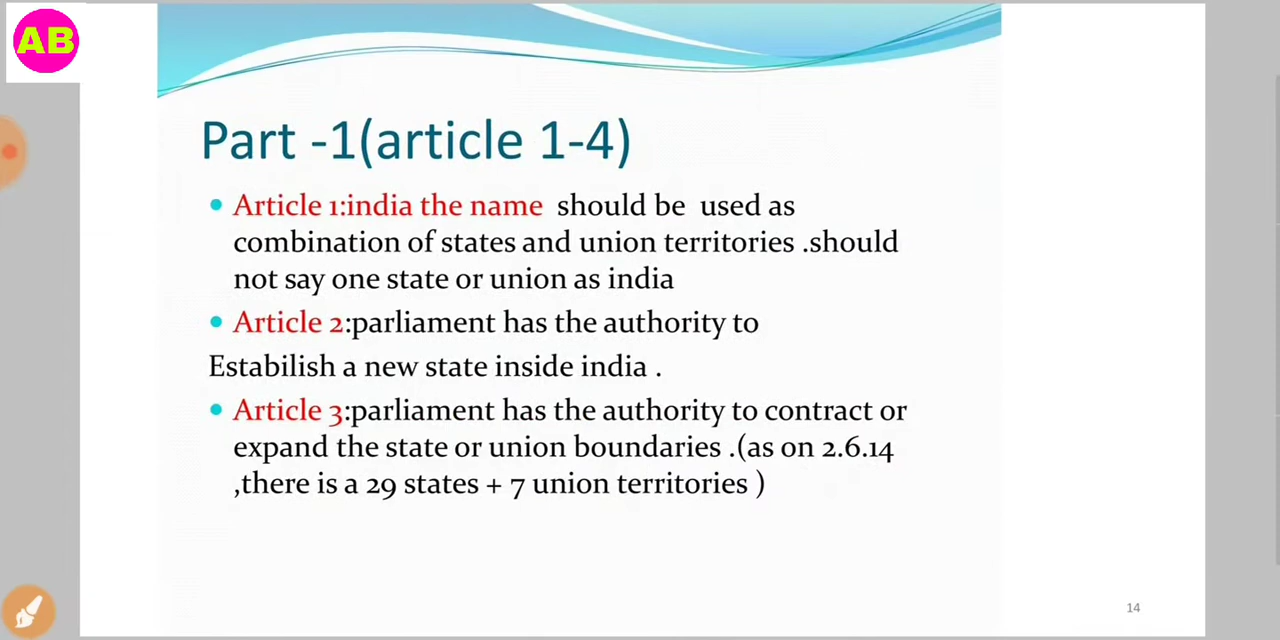 AB
Part -1(article 1-4)
• Article 1:india the name should be used as
combination of states and union territories .should
not say one state or union as india
• Article 2:parliament has the authority to
Estabilish a new state inside india .
• Article 3:parliament has the authority to contract or
expand the state or union boundaries .(as on 2.6.14
,there is a 29 states + 7 union territories )
14